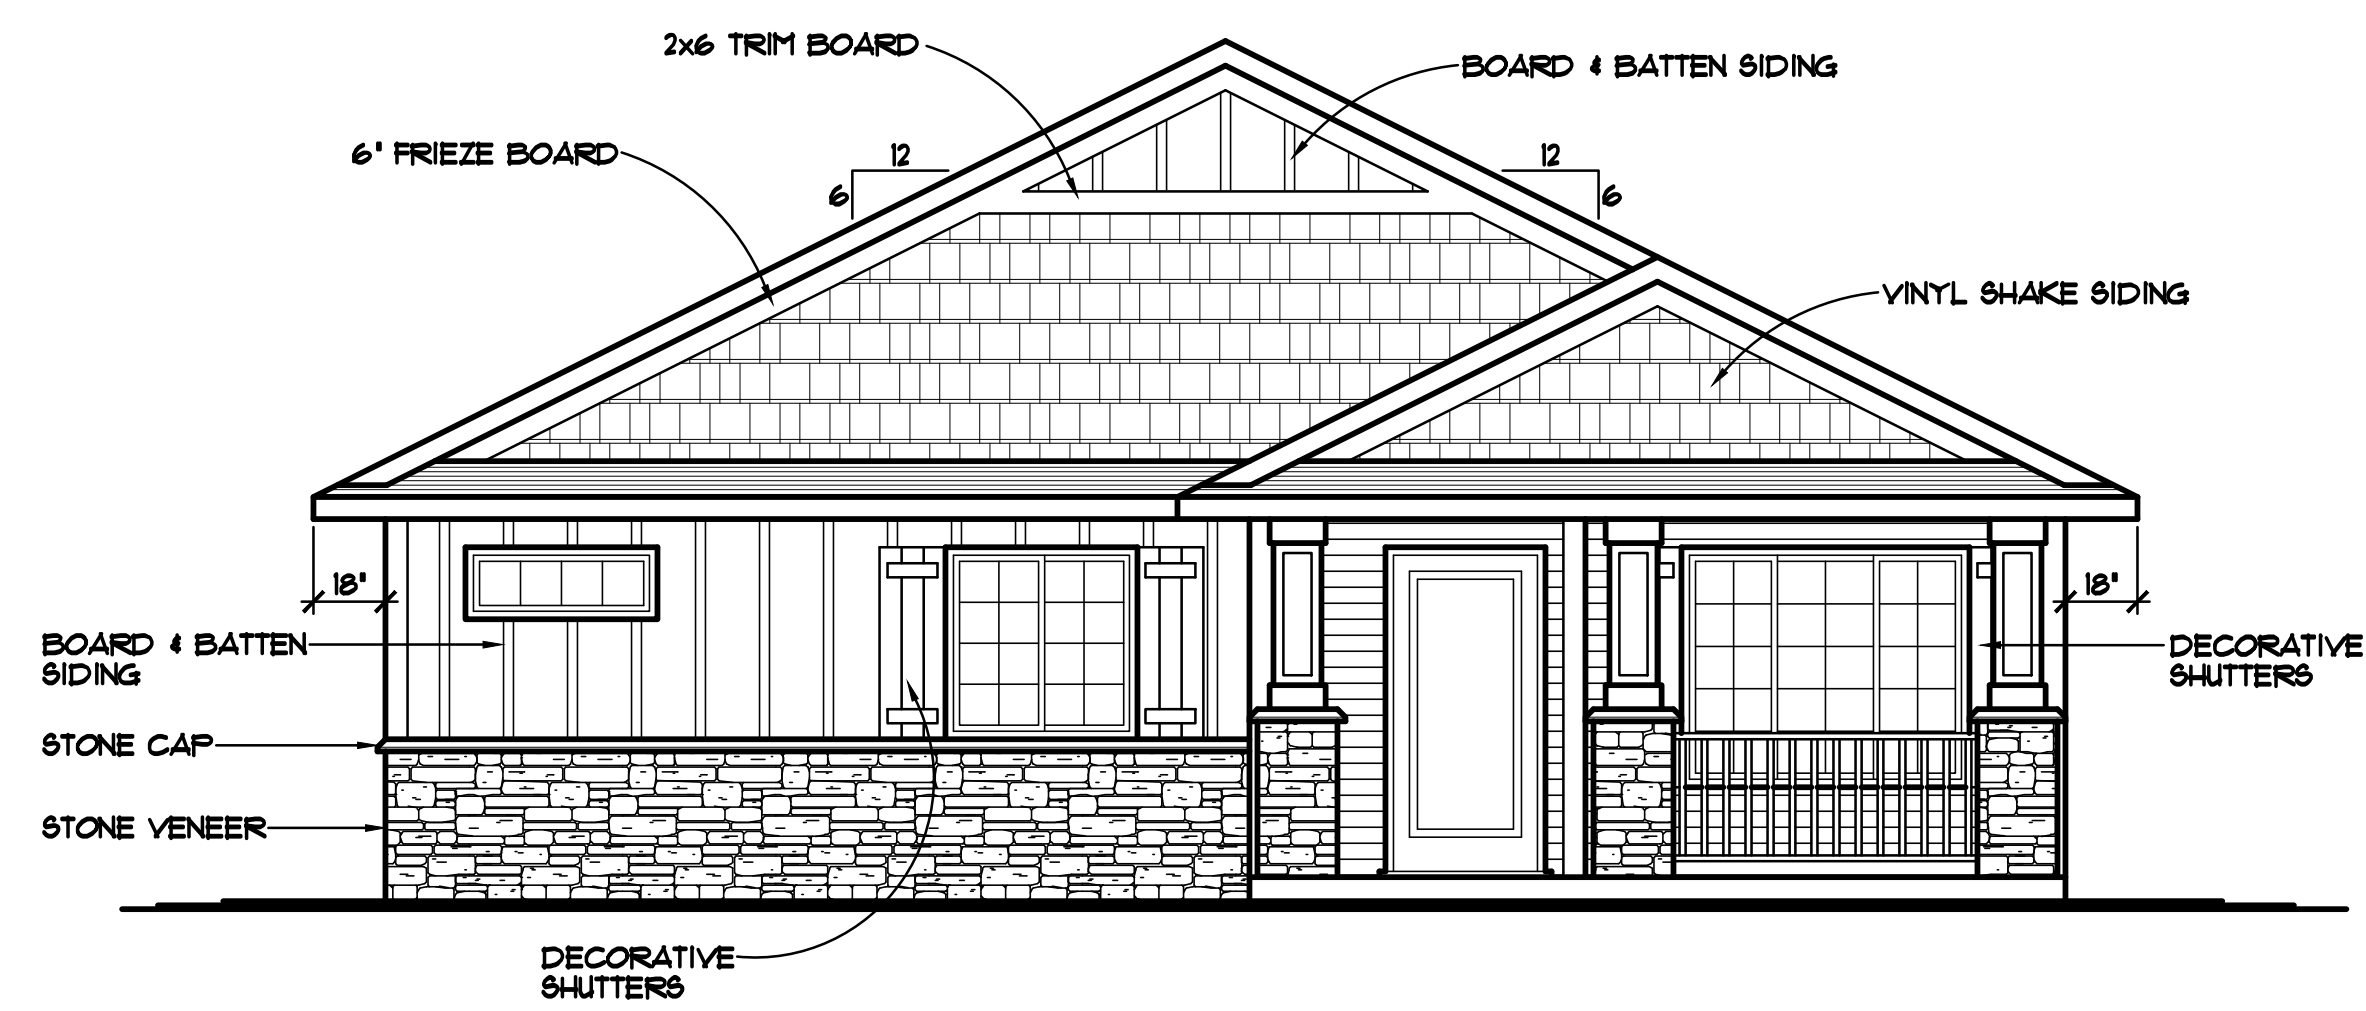 2x6 TRIM BOARD
BOARD & BATTEN SIDING
6" FRIEZE BOARD
12
6
12
6
VINYL SHAKE SIDING
18"
18"
BOARD & BATTEN
SIDING
DECORATIVE
SHUTTERS
STONE CAP
STONE VENEER
DECORATIVE
SHUTTERS